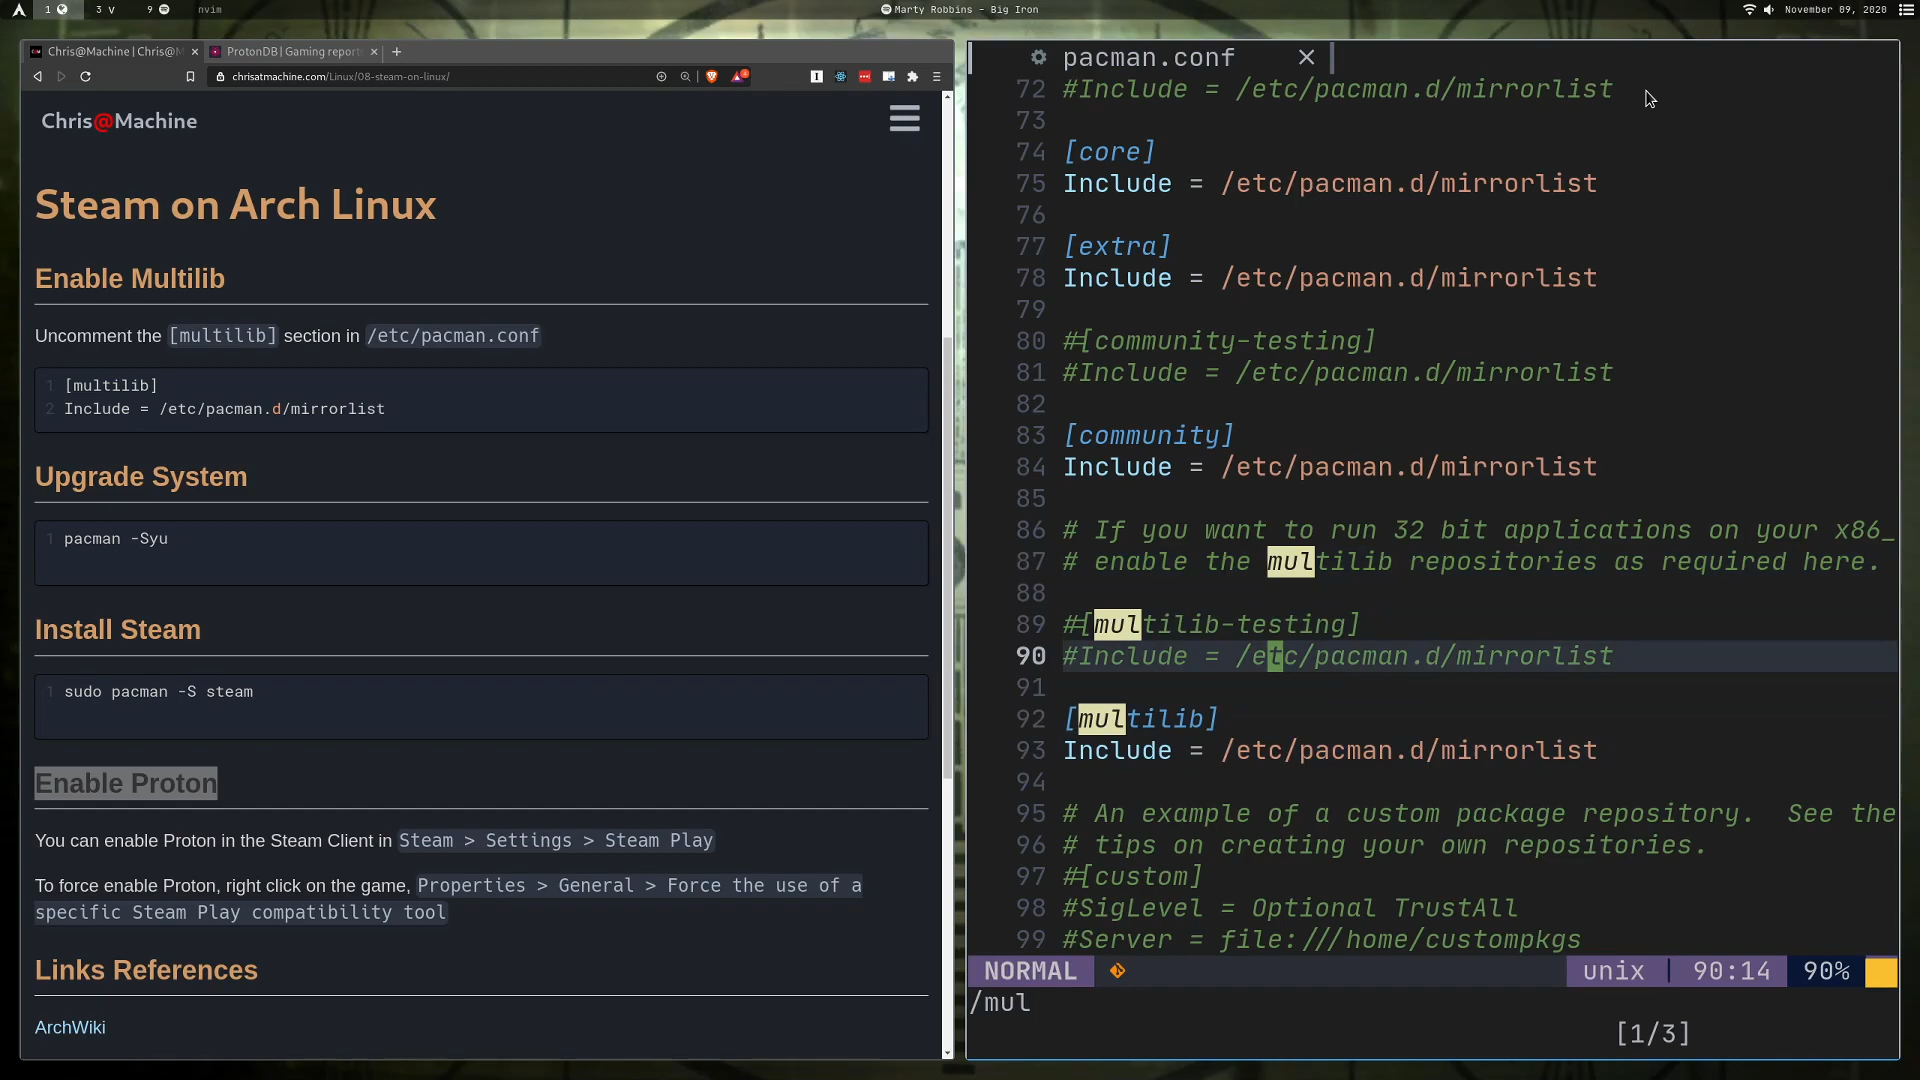 1
3 V
9
nvim
Marty Robbins - Big Iron
November 09, 2020
Chris@Machine | Chris@M
ProtonDB | Gaming report
chrisatmachine.com/Linux/08-steam-on-linux/
Chris@Machine
Steam on Arch Linux
Enable Multilib
Uncomment the [multilib] section in /etc/pacman.conf
1 [multilib]
2 Include = /etc/pacman.d/mirrorlist
Upgrade System
1 pacman -Syu
Install Steam
1 sudo pacman -S steam
Enable Proton
You can enable Proton in the Steam Client in Steam > Settings > Steam Play
To force enable Proton, right click on the game, Properties > General > Force the use of a
specific Steam Play compatibility tool
Links References
ArchWiki
pacman.conf
72 #Include = /etc/pacman.d/mirrorlist
73
74 [core]
75 Include = /etc/pacman.d/mirrorlist
76
77 [extra]
78 Include = /etc/pacman.d/mirrorlist
79
80 #[community-testing]
81 #Include = /etc/pacman.d/mirrorlist
82
83 [community]
84 Include = /etc/pacman.d/mirrorlist
85
86 # If you want to run 32 bit applications on your x86_
87 # enable the multilib repositories as required here.
88
89 #[multilib-testing]
90 #Include = /etc/pacman.d/mirrorlist
91
92 [multilib]
93 Include = /etc/pacman.d/mirrorlist
94
95 # An example of a custom package repository.  See the
96 # tips on creating your own repositories.
97 #[custom]
98 #SigLevel = Optional TrustAll
99 #Server = file:///home/custompkgs
NORMAL unix 90:14 90%
/mul
[1/3]